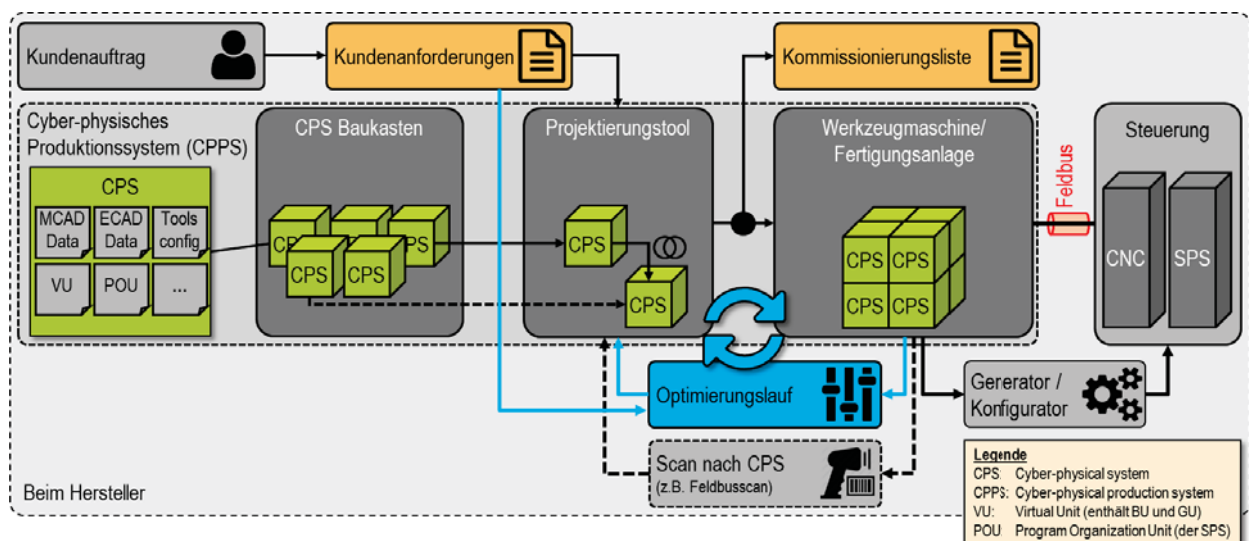 Kundenauftrag
Kundenanforderungen
Kommissionierungsliste
Cyber-physisches
Produktionssystem (CPPS)
CPS
MCAD
Data
ECAD
Data
Tools
config
VU
POU
...
CPS Baukasten
CPS
CPS
CPS
CPS
Projektierungstool
CPS
CPS
Werkzeugmaschine/
Fertigungsanlage
CPS
CPS
CPS
CPS
Feldbus
Steuerung
CNC
SPS
Optimierungslauf
Gererator /
Konfigurator
Scan nach CPS
(z.B. Feldbusscan)
Beim Hersteller
Legende
CPS: Cyber-physical system
CPPS: Cyber-physical production system
VU: Virtual Unit (enthält BU und GU)
POU: Program Organization Unit (der SPS)